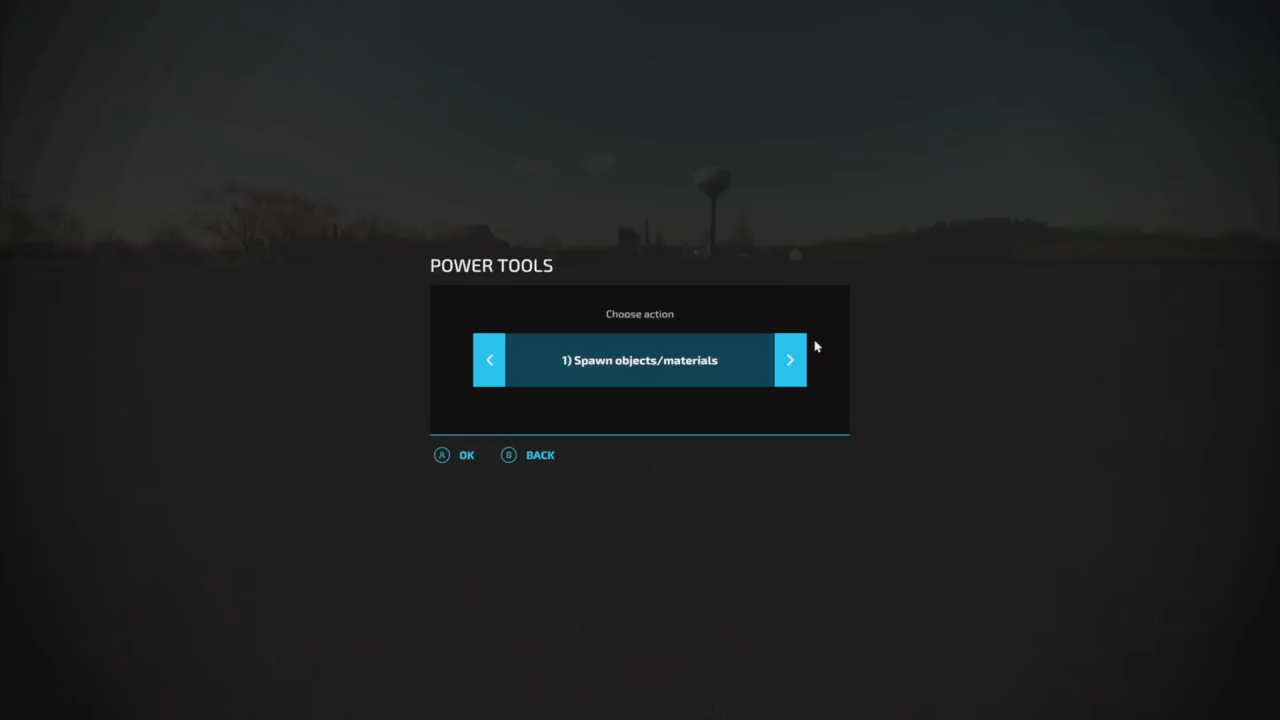 POWER TOOLS
Choose action
1) Spawn objects/materials
A OK B BACK